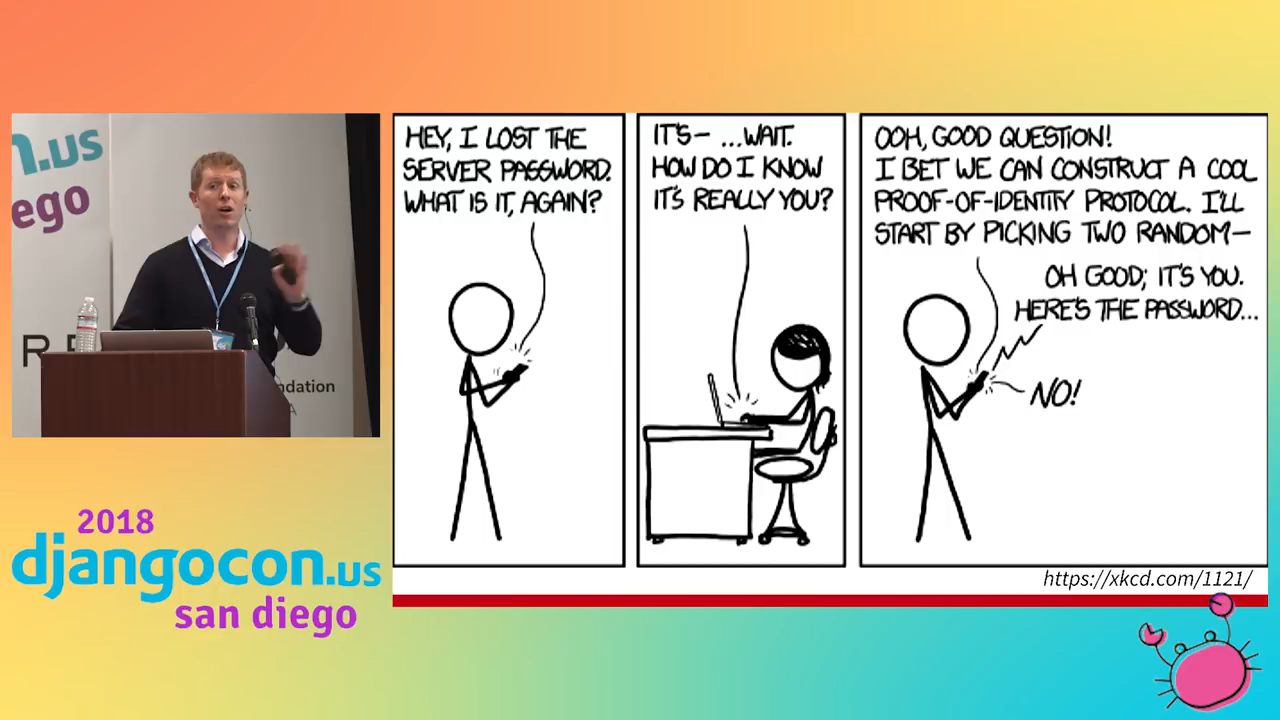 n.us
ego
R
ndation
A
2018
djangocon.us
san diego
HEY, I LOST THE
SERVER PASSWORD.
WHAT IS IT, AGAIN?
IT'S— ...WAIT.
HOW DO I KNOW
IT'S REALLY YOU?
OOH, GOOD QUESTION!
I BET WE CAN CONSTRUCT A COOL
PROOF-OF-IDENTITY PROTOCOL. I'LL
START BY PICKING TWO RANDOM—
OH GOOD; IT'S YOU.
HERE'S THE PASSWORD...
NO!
https://xkcd.com/1121/